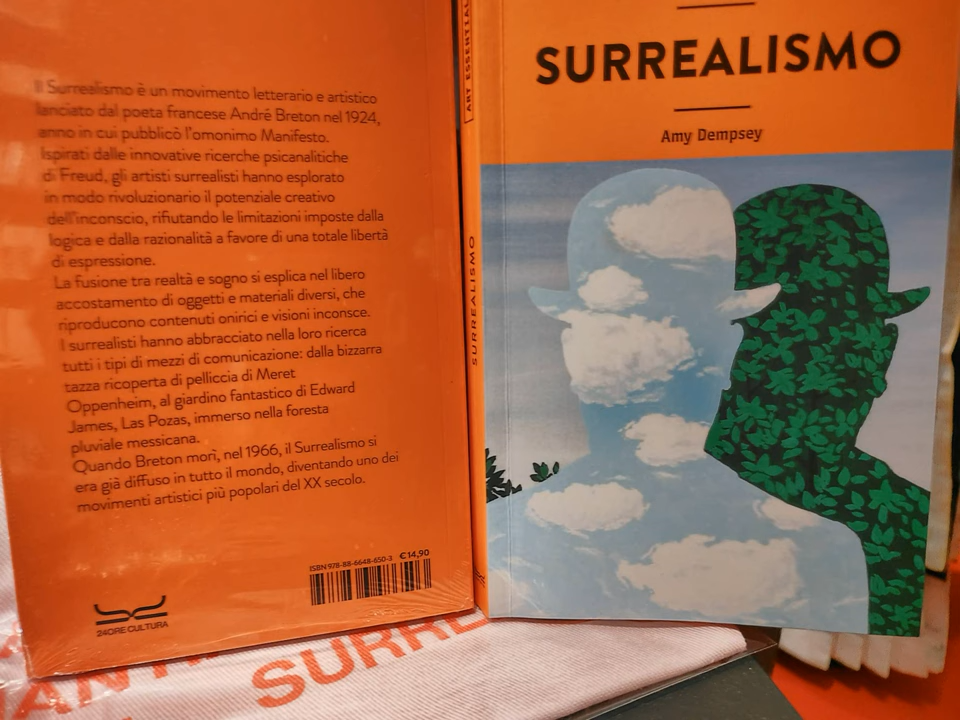 Il Surrealismo è un movimento letterario e artistico
lanciato dal poeta francese André Breton nel 1924,
anno in cui pubblicò l'omonimo Manifesto.
Ispirati dalle innovative ricerche psicanalitiche
di Freud, gli artisti surrealisti hanno esplorato
in modo rivoluzionario il potenziale creativo
dell'inconscio, rifiutando le limitazioni imposte dalla
logica e dalla razionalità a favore di una totale libertà
di espressione.
La fusione tra realtà e sogno si esplica nel libero
accostamento di oggetti e materiali diversi, che
riproducono contenuti onirici e visioni inconsce.
I surrealisti hanno abbracciato nella loro ricerca
tutti i tipi di mezzi di comunicazione: dalla bizzarra
tazza ricoperta di pelliccia di Meret
Oppenheim, al giardino fantastico di Edward
James, Las Pozas, immerso nella foresta
pluviale messicana.
Quando Breton morì, nel 1966, il Surrealismo si
era già diffuso in tutto il mondo, diventando uno dei
movimenti artistici più popolari del XX secolo.
ISBN 978-88-6648-650-3 €14,90
24ORE CULTURA
ART ESSENTIAL
SURREALISMO
SURREALISMO
Amy Dempsey
SURRE